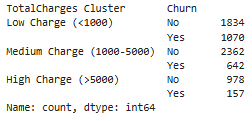 TotalCharges Cluster Churn
Low Charge (<1000) No 1834
Yes 1070
Medium Charge (1000-5000) No 2362
Yes 642
High Charge (>5000) No 978
Yes 157
Name: count, dtype: int64